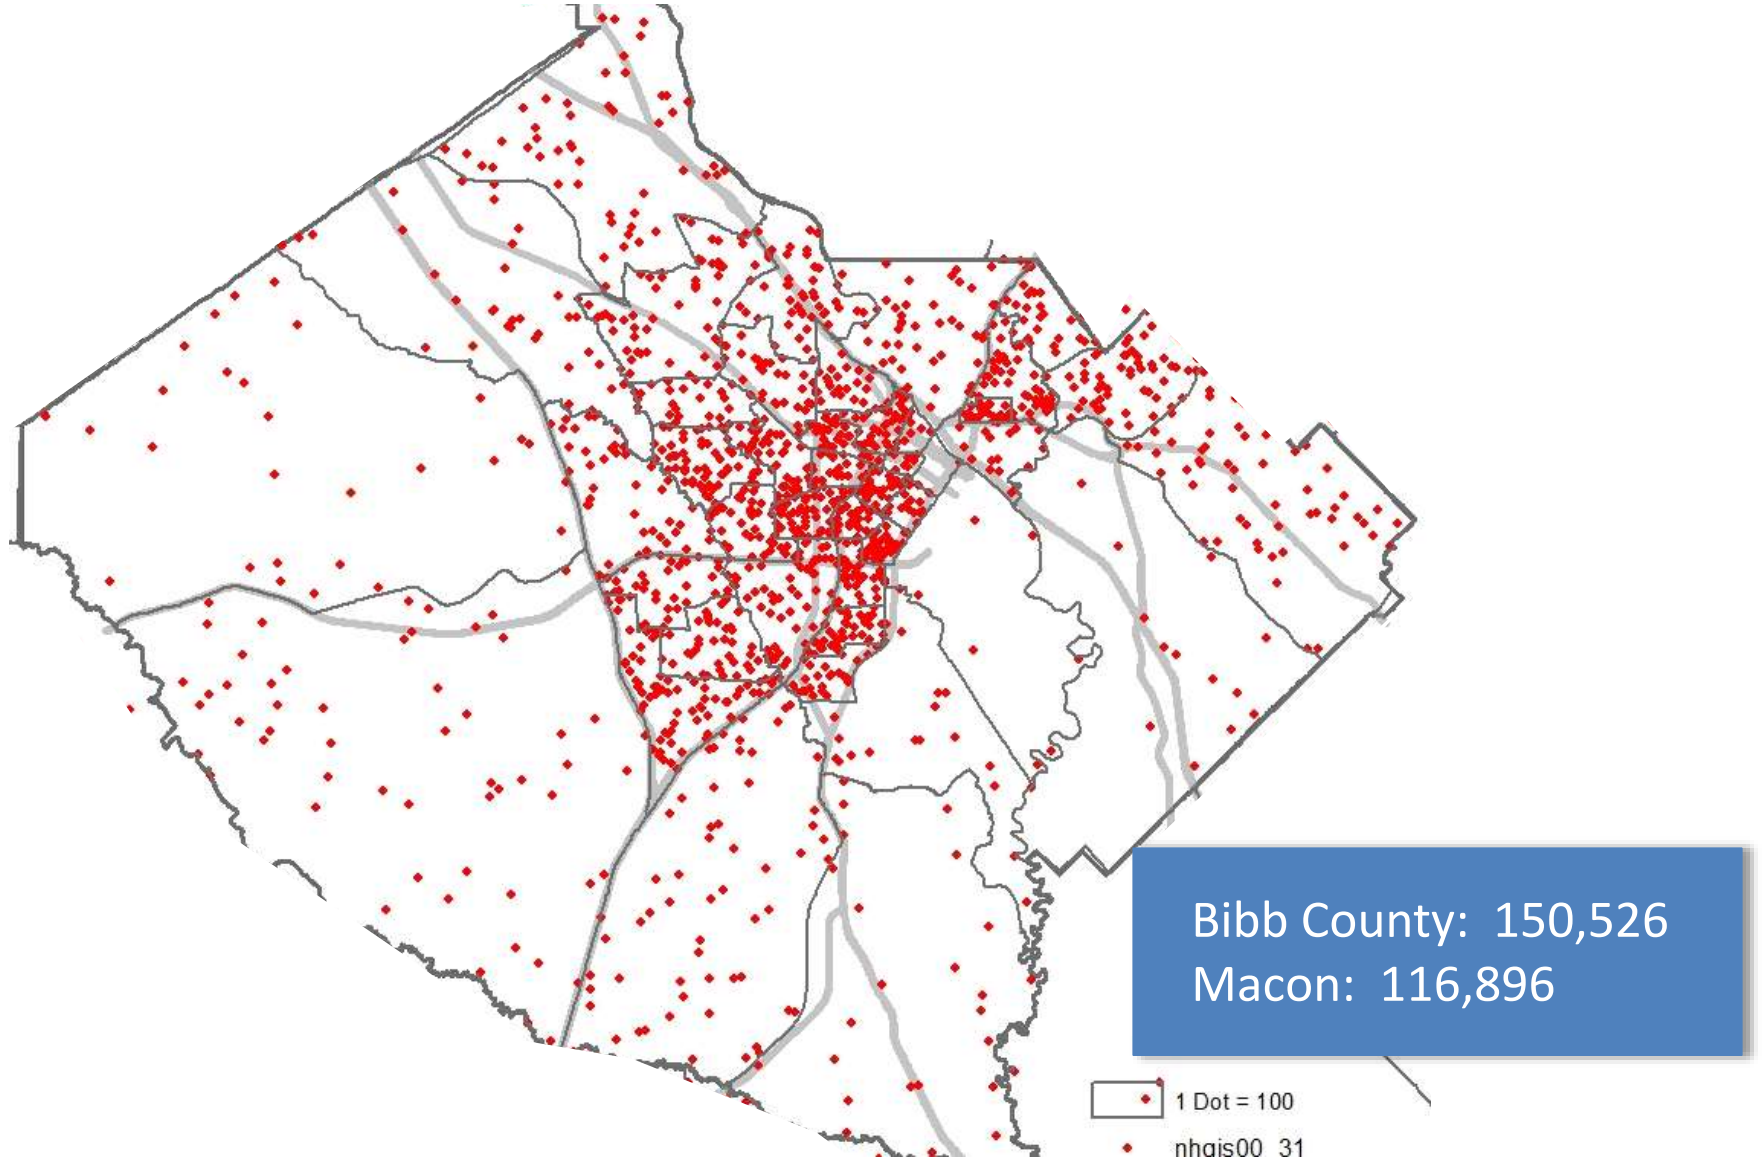 Bibb County: 150,526
Macon: 116,896
1 Dot = 100
nhgis00_31